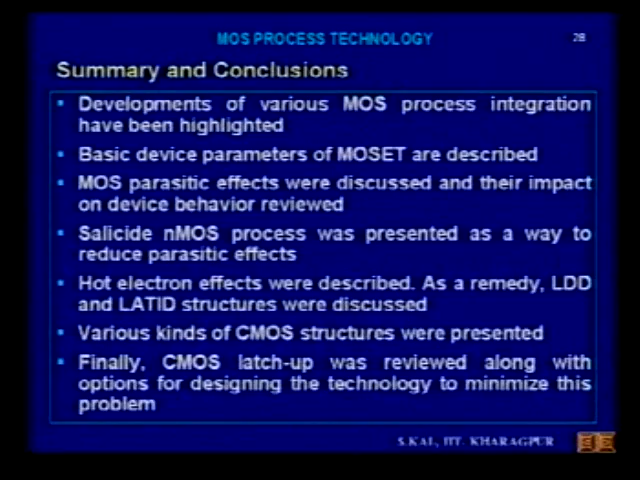 MOS PROCESS TECHNOLOGY
28
Summary and Conclusions
▪ Developments of various MOS process integration
have been highlighted
▪ Basic device parameters of MOSET are described
▪ MOS parasitic effects were discussed and their impact
on device behavior reviewed
▪ Salicide nMOS process was presented as a way to
reduce parasitic effects
▪ Hot electron effects were described. As a remedy, LDD
and LATID structures were discussed
▪ Various kinds of CMOS structures were presented
▪ Finally, CMOS latch-up was reviewed along with
options for designing the technology to minimize this
problem
S.KAL, IIT. KHARAGPUR